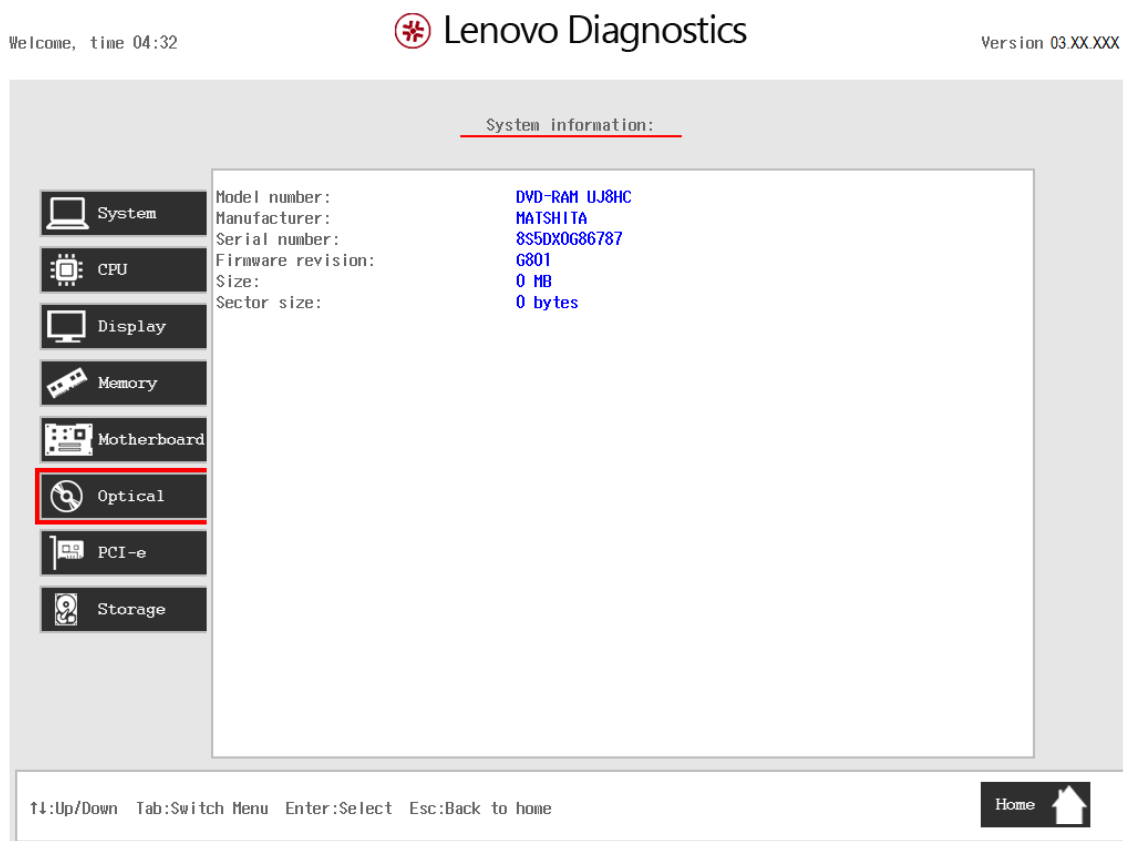 Lenovo Diagnostics
Welcome, time 04:32
Version 03.XX.XXX
System information:
System
CPU
Display
Memory
Motherboard
Optical
PCI-e
Storage
Model number: DVD-RAM UJ8HC
Manufacturer: MATSHITA
Serial number: 8S5DX0G86787
Firmware revision: G801
Size: 0 MB
Sector size: 0 bytes
↑↓:Up/Down Tab:Switch Menu Enter:Select Esc:Back to home
Home